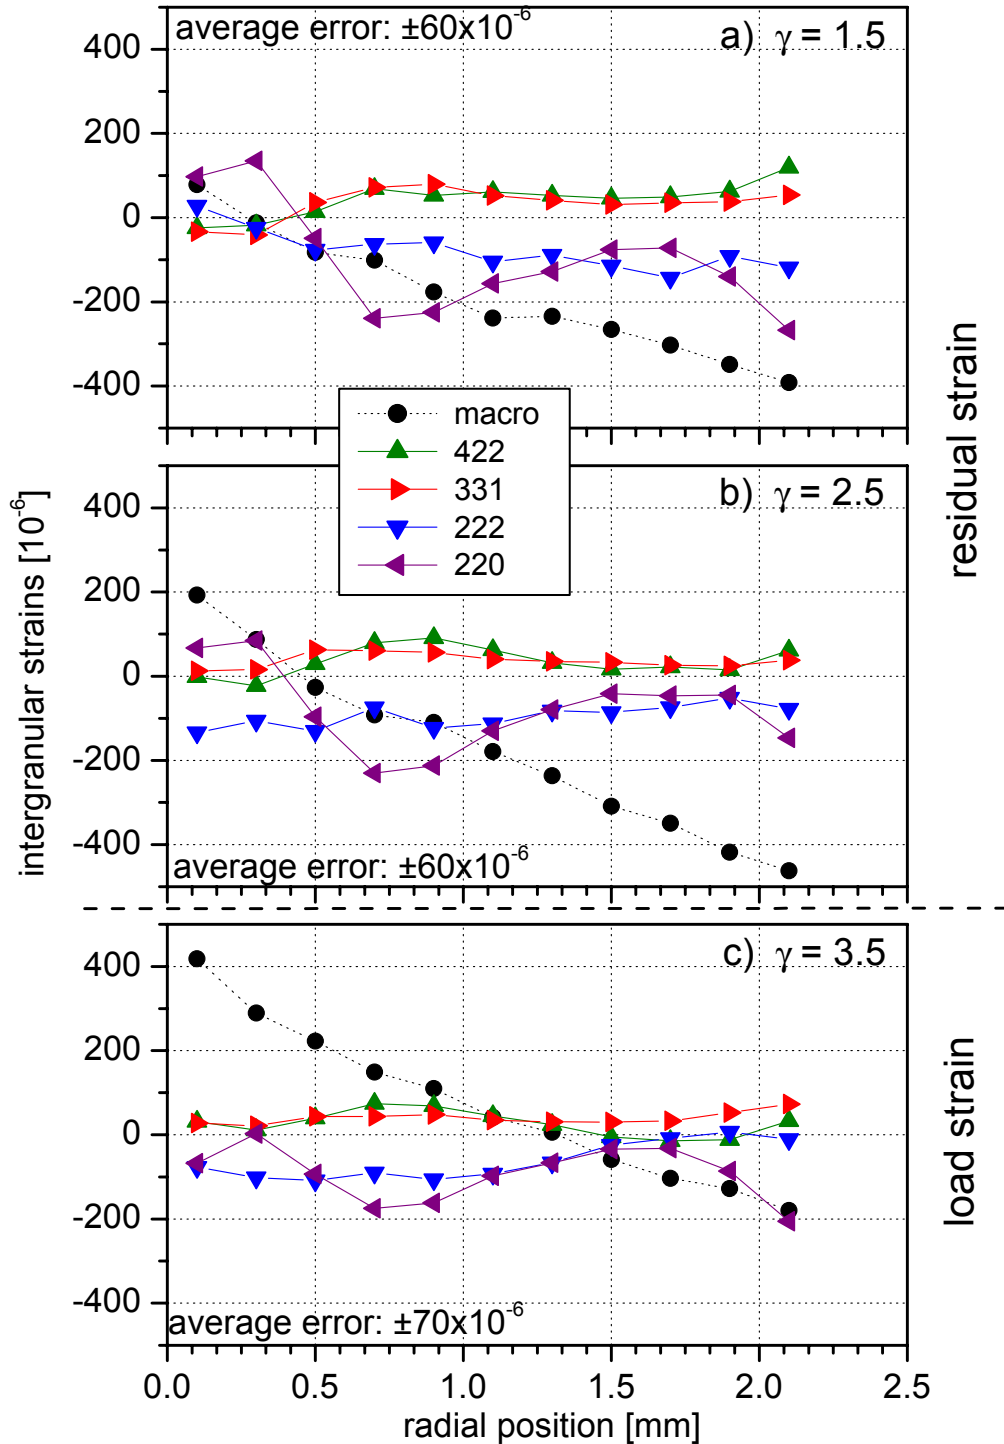 average error: ±60x10⁻⁶
a) γ = 1.5
400
200
0
-200
-400
macro
422
331
222
220
b) γ = 2.5
400
200
0
-200
-400
average error: ±60x10⁻⁶
residual strain
intergranular strains [10⁻⁶]
c) γ = 3.5
400
200
0
-200
-400
average error: ±70x10⁻⁶
load strain
0.0 0.5 1.0 1.5 2.0 2.5
radial position [mm]